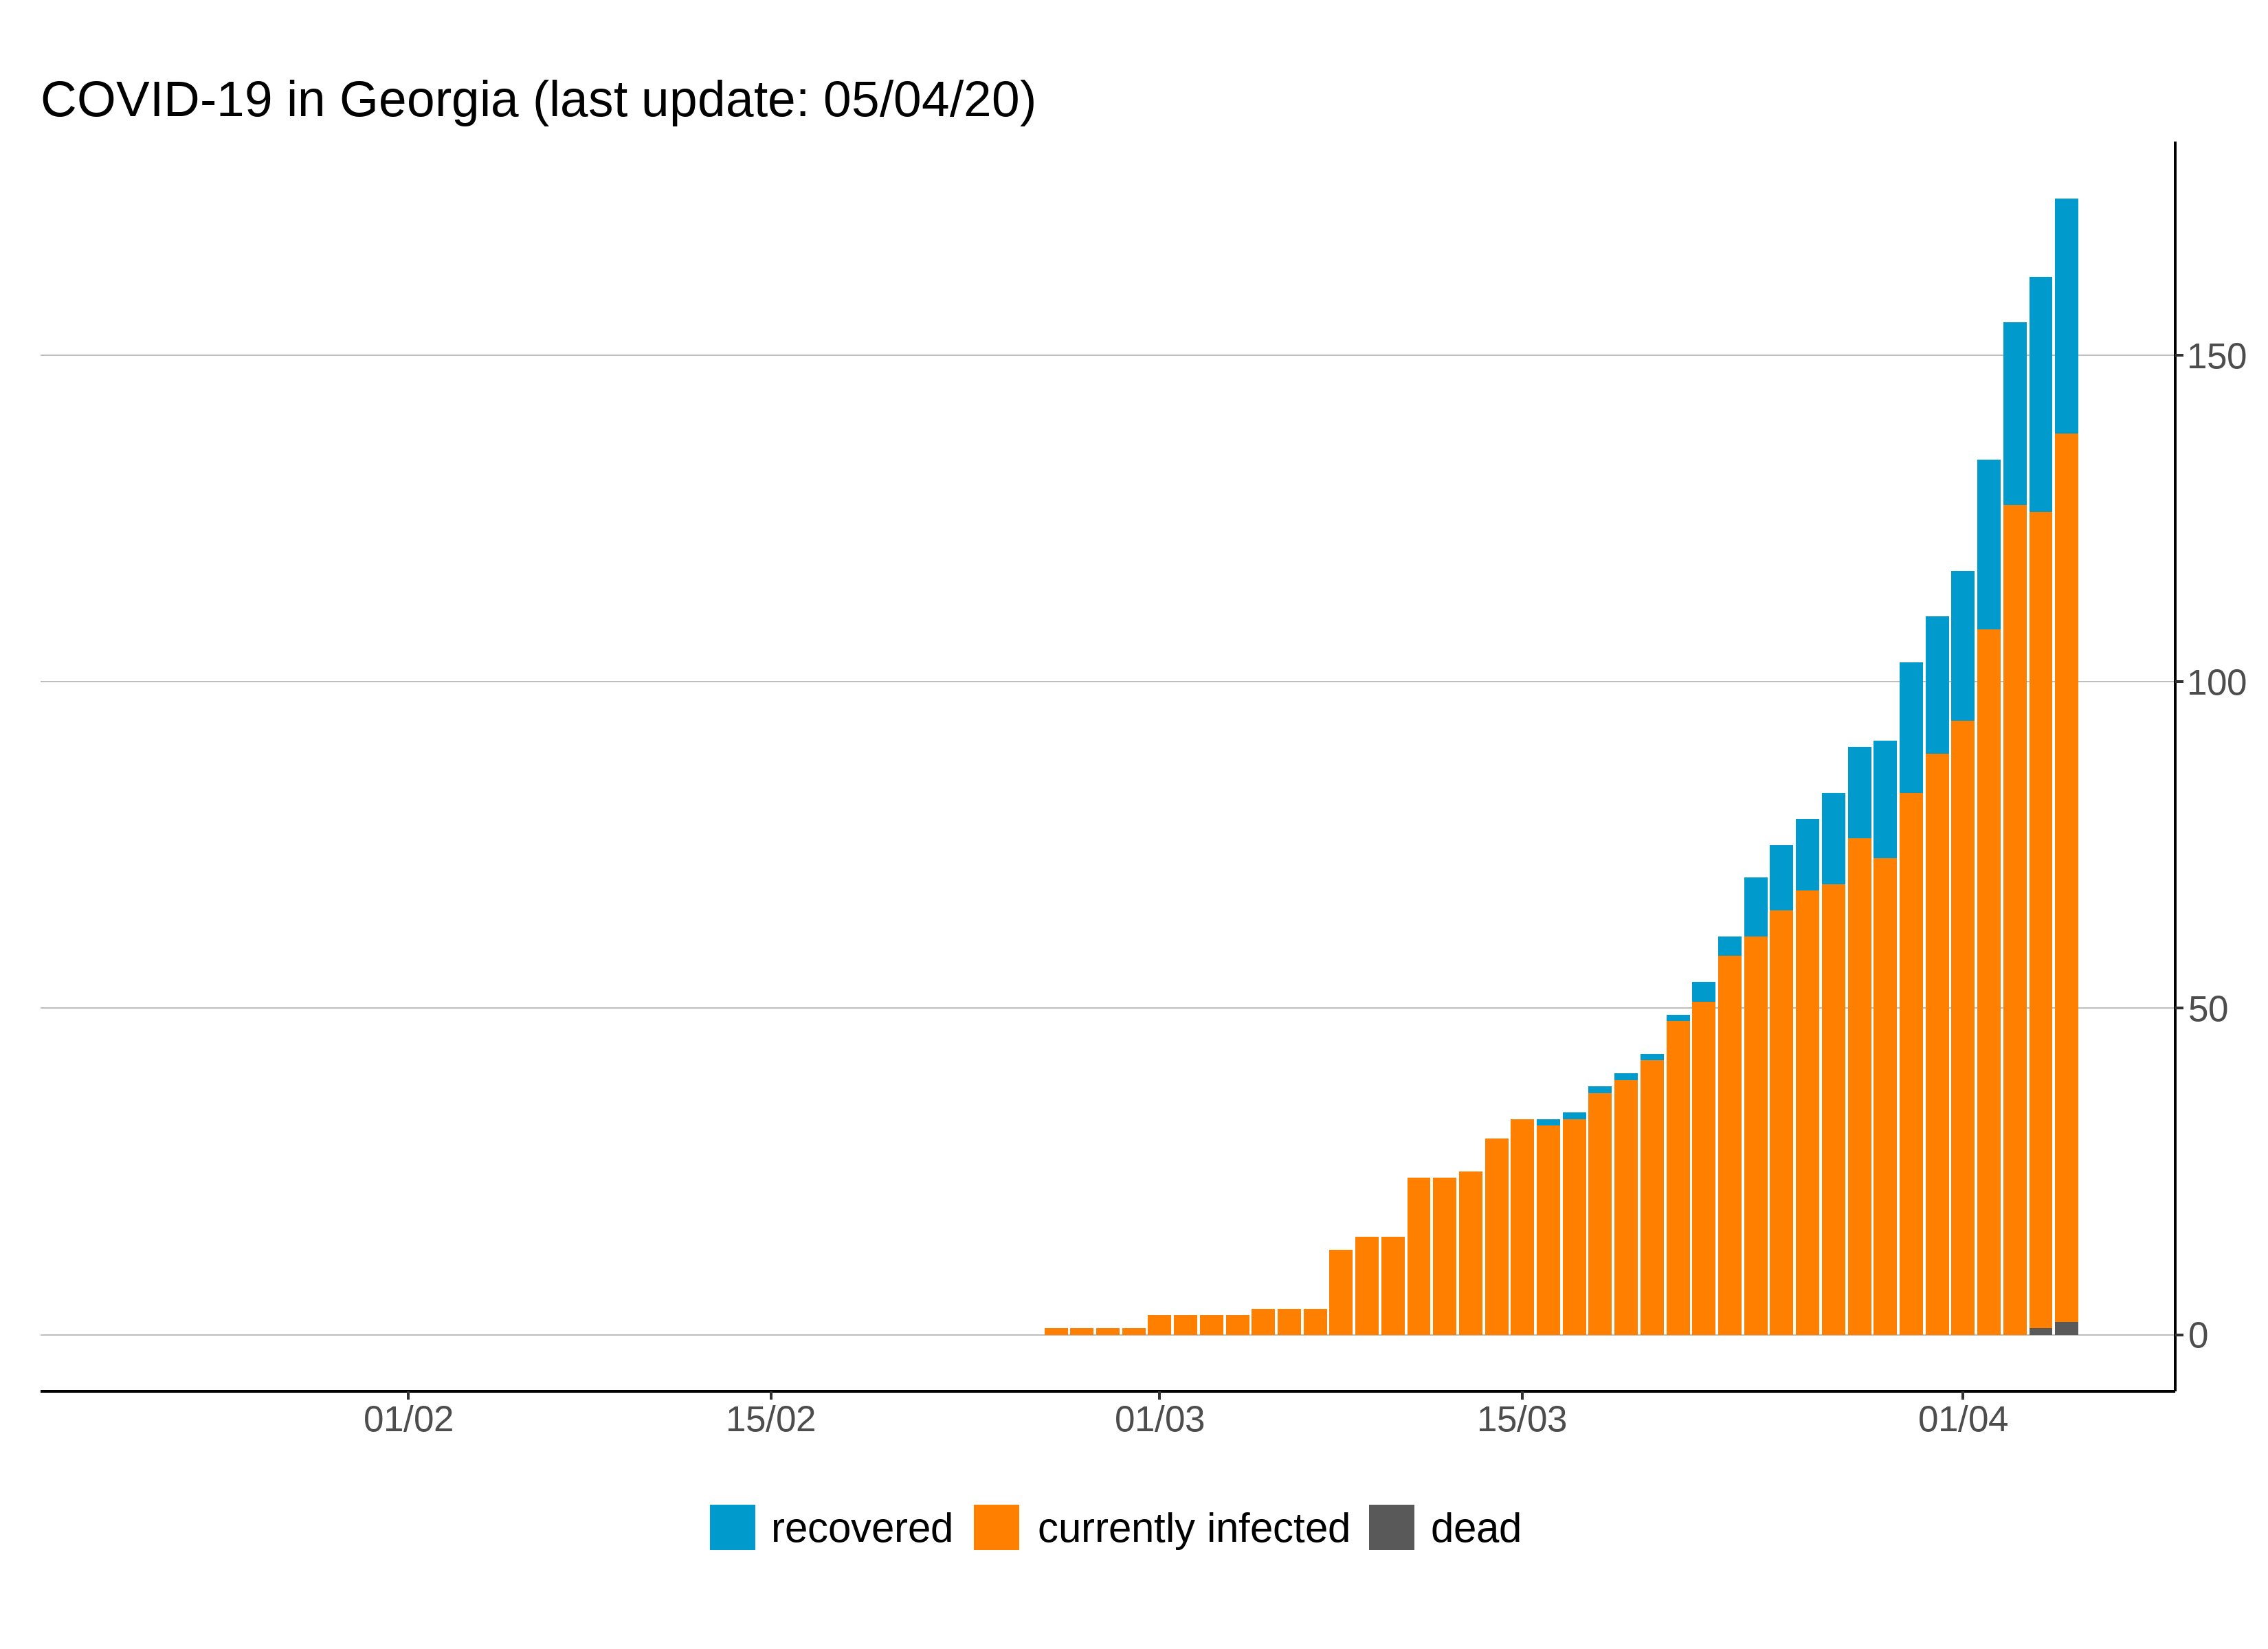 COVID-19 in Georgia (last update: 05/04/20)
150
100
50
0
01/02 15/02 01/03 15/03 01/04
recovered currently infected dead